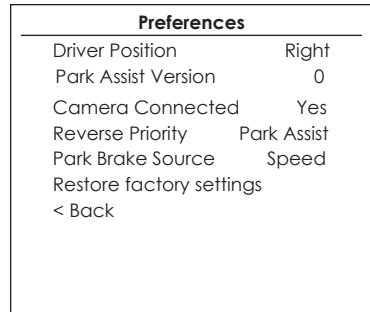 Preferences
Driver Position Right
Park Assist Version 0
Camera Connected Yes
Reverse Priority Park Assist
Park Brake Source Speed
Restore factory settings
< Back